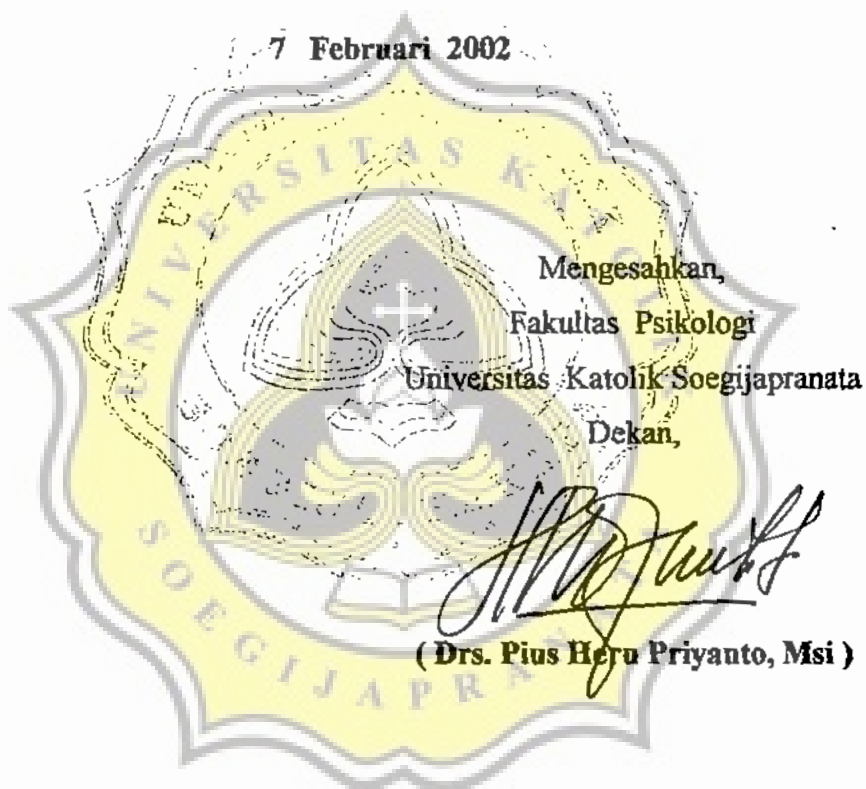 7 Februari 2002
UNIVERSITAS KATOLIK
Mengesahkan,
Fakultas Psikologi
Universitas Katolik Soegijapranata
Dekan,
( Drs. Pius Heru Priyanto, Msi )
SOEGIJAPRANATA